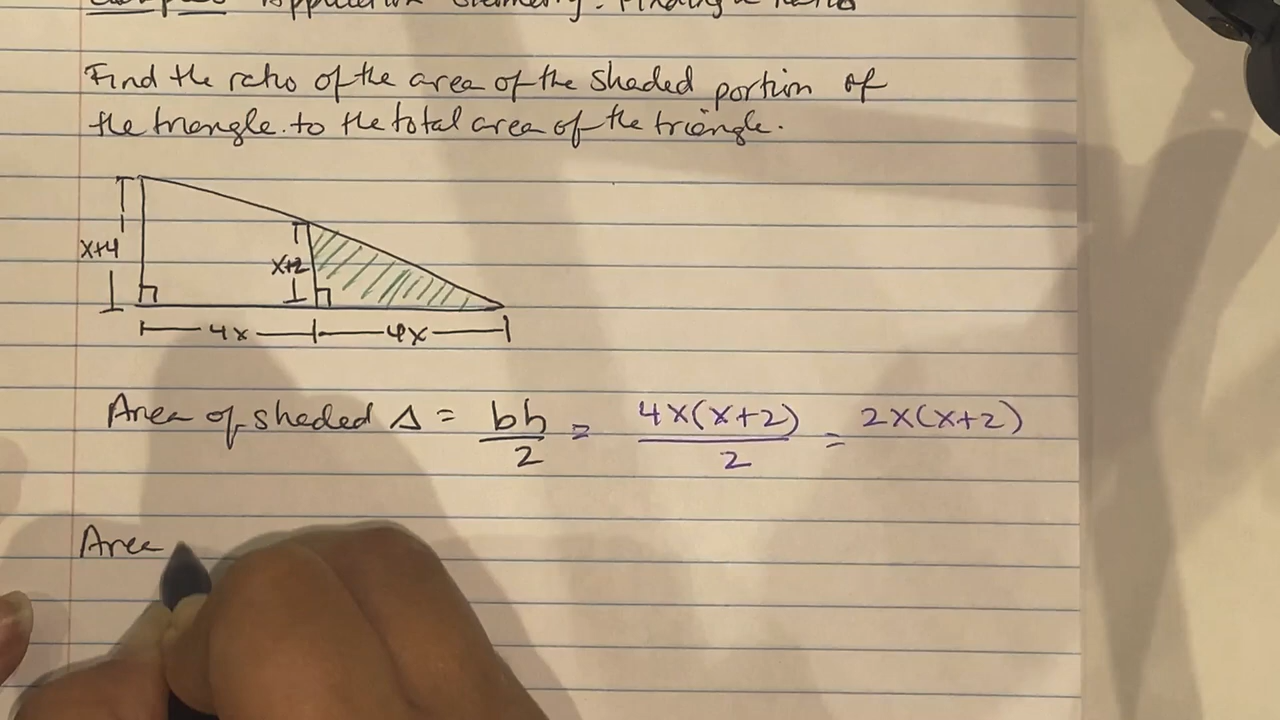 Find the ratio of the area of the shaded portion of
the triangle. to the total area of the triangle.
x+4
x+2
4x
4x
Area of shaded Δ = bh/2 = 4x(x+2)/2 = 2x(x+2)
Area